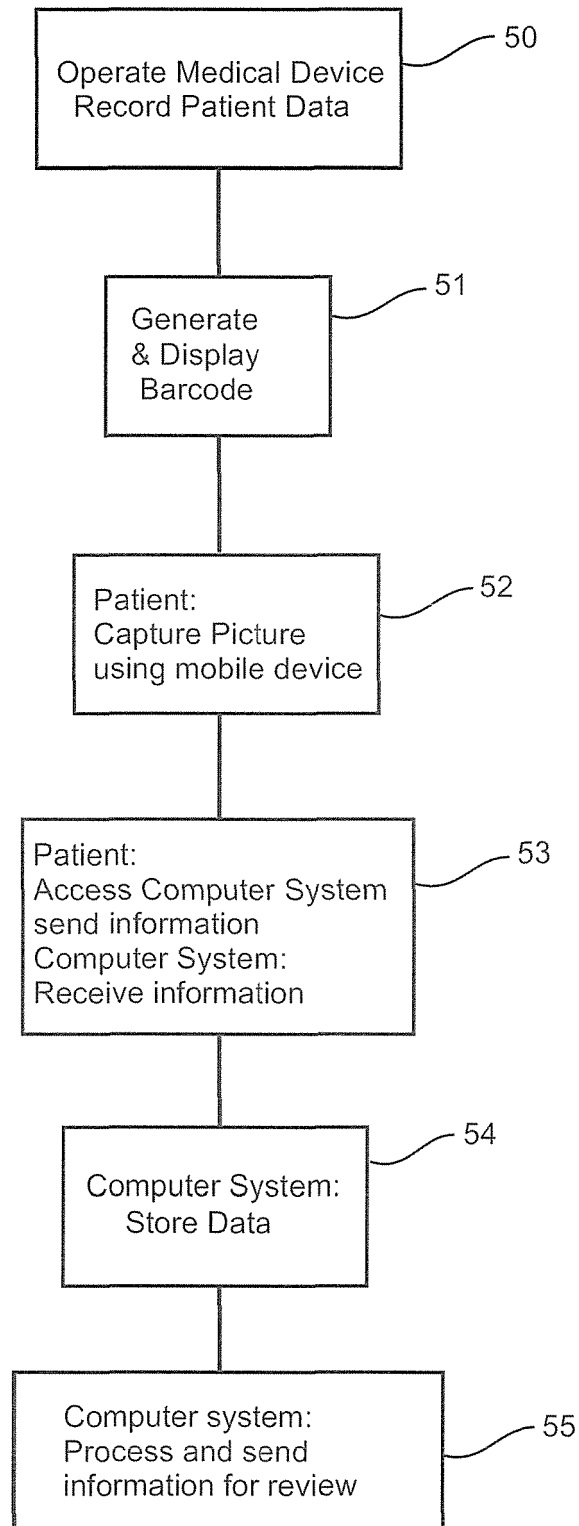 50
Operate Medical Device
Record Patient Data
51
Generate
& Display
Barcode
52
Patient:
Capture Picture
using mobile device
53
Patient:
Access Computer System
send information
Computer System:
Receive information
54
Computer System:
Store Data
55
Computer system:
Process and send
information for review